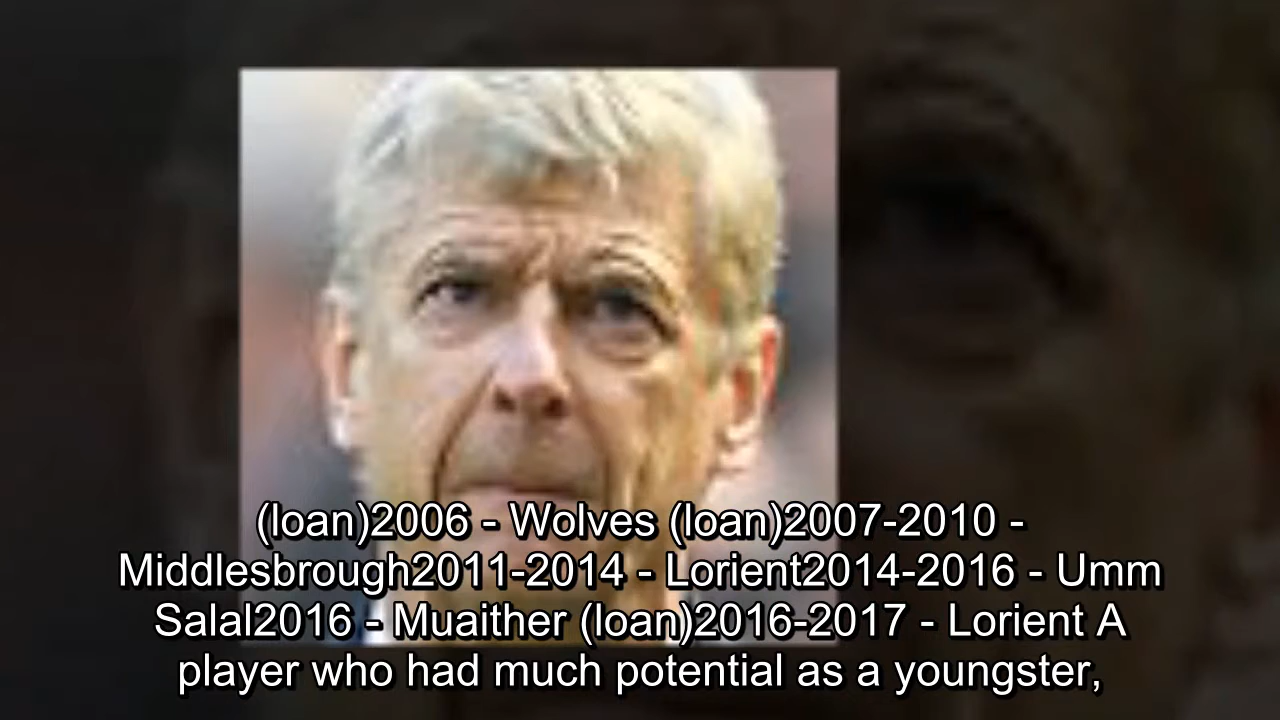 (loan)2006 - Wolves (loan)2007-2010 -
Middlesbrough2011-2014 - Lorient2014-2016 - Umm
Salal2016 - Muaither (loan)2016-2017 - Lorient A
player who had much potential as a youngster,